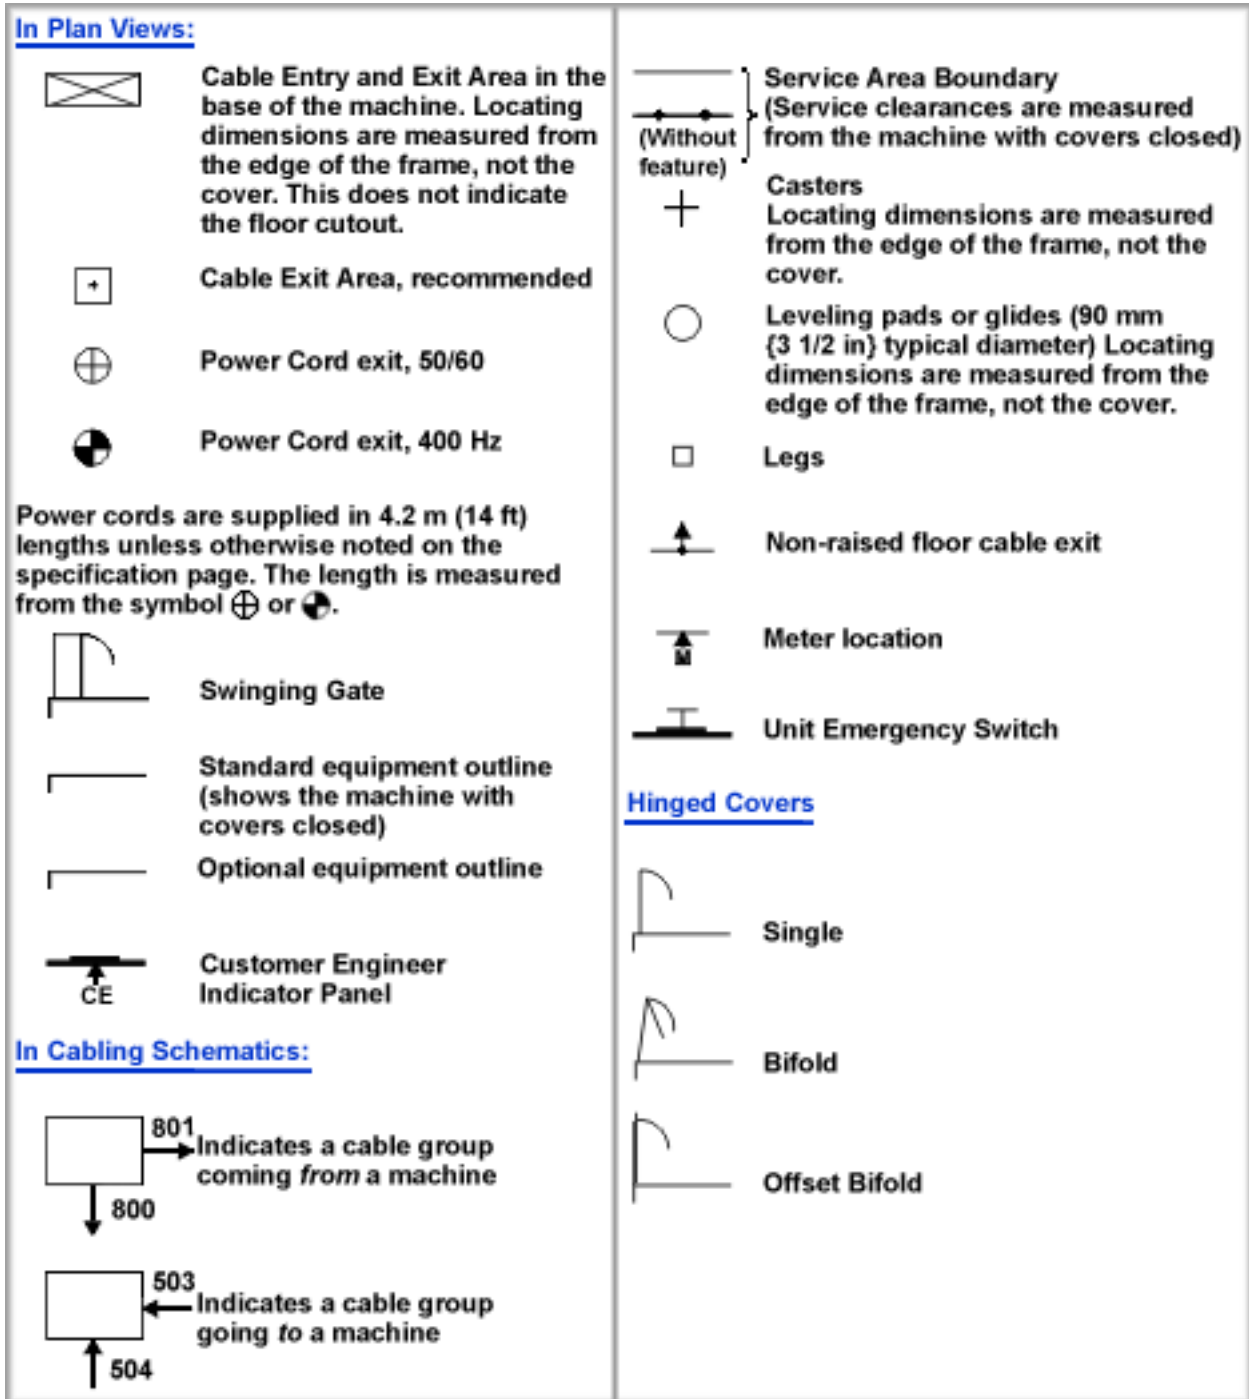 In Plan Views:
Cable Entry and Exit Area in the
base of the machine. Locating
dimensions are measured from
the edge of the frame, not the
cover. This does not indicate
the floor cutout.
Cable Exit Area, recommended
Power Cord exit, 50/60
Power Cord exit, 400 Hz
Power cords are supplied in 4.2 m (14 ft)
lengths unless otherwise noted on the
specification page. The length is measured
from the symbol ⊕ or .
Swinging Gate
Standard equipment outline
(shows the machine with
covers closed)
Optional equipment outline
CE
Customer Engineer
Indicator Panel
In Cabling Schematics:
801
Indicates a cable group
coming from a machine
800
503
Indicates a cable group
going to a machine
504
(Without
feature)
Service Area Boundary
(Service clearances are measured
from the machine with covers closed)
Casters
Locating dimensions are measured
from the edge of the frame, not the
cover.
Leveling pads or glides (90 mm
{3 1/2 in} typical diameter) Locating
dimensions are measured from the
edge of the frame, not the cover.
Legs
Non-raised floor cable exit
M
Meter location
Unit Emergency Switch
Hinged Covers
Single
Bifold
Offset Bifold